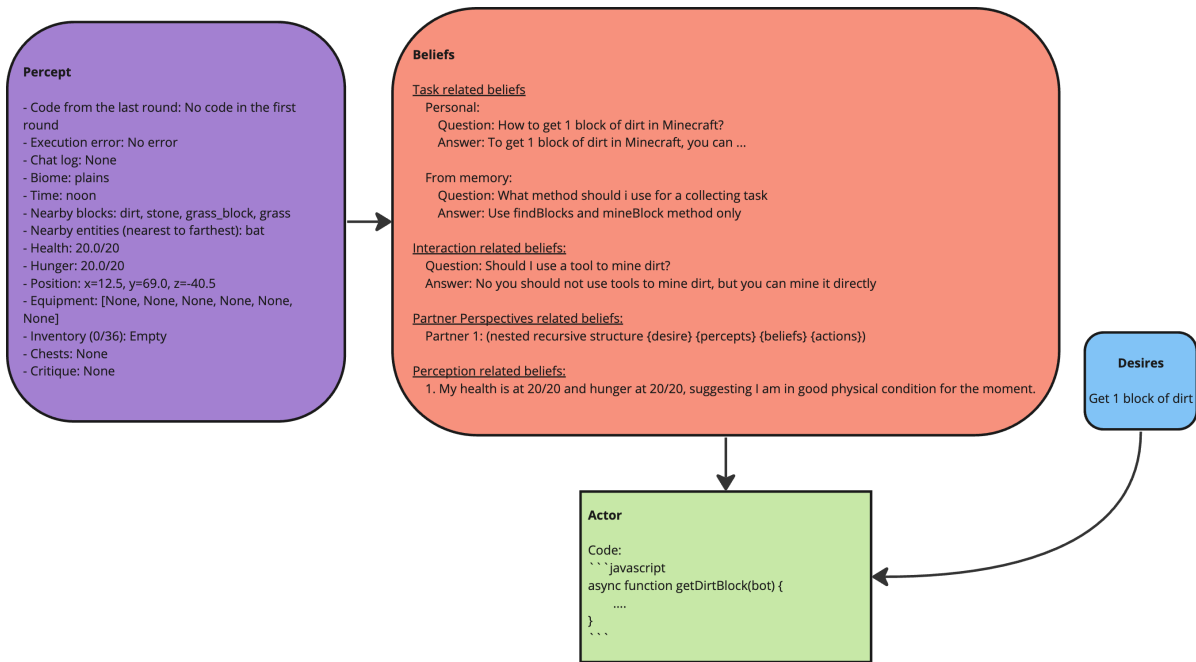 Percept
- Code from the last round: No code in the first
round
- Execution error: No error
- Chat log: None
- Biome: plains
- Time: noon
- Nearby blocks: dirt, stone, grass_block, grass
- Nearby entities (nearest to farthest): bat
- Health: 20.0/20
- Hunger: 20.0/20
- Position: x=12.5, y=69.0, z=-40.5
- Equipment: [None, None, None, None, None,
None]
- Inventory (0/36): Empty
- Chests: None
- Critique: None
Beliefs
Task related beliefs
Personal:
Question: How to get 1 block of dirt in Minecraft?
Answer: To get 1 block of dirt in Minecraft, you can ...
From memory:
Question: What method should i use for a collecting task
Answer: Use findBlocks and mineBlock method only
Interaction related beliefs:
Question: Should I use a tool to mine dirt?
Answer: No you should not use tools to mine dirt, but you can mine it directly
Partner Perspectives related beliefs:
Partner 1: (nested recursive structure {desire} {percepts} {beliefs} {actions})
Perception related beliefs:
1. My health is at 20/20 and hunger at 20/20, suggesting I am in good physical condition for the moment.
Desires
Get 1 block of dirt
Actor
Code:
```javascript
async function getDirtBlock(bot) {
....
}
```